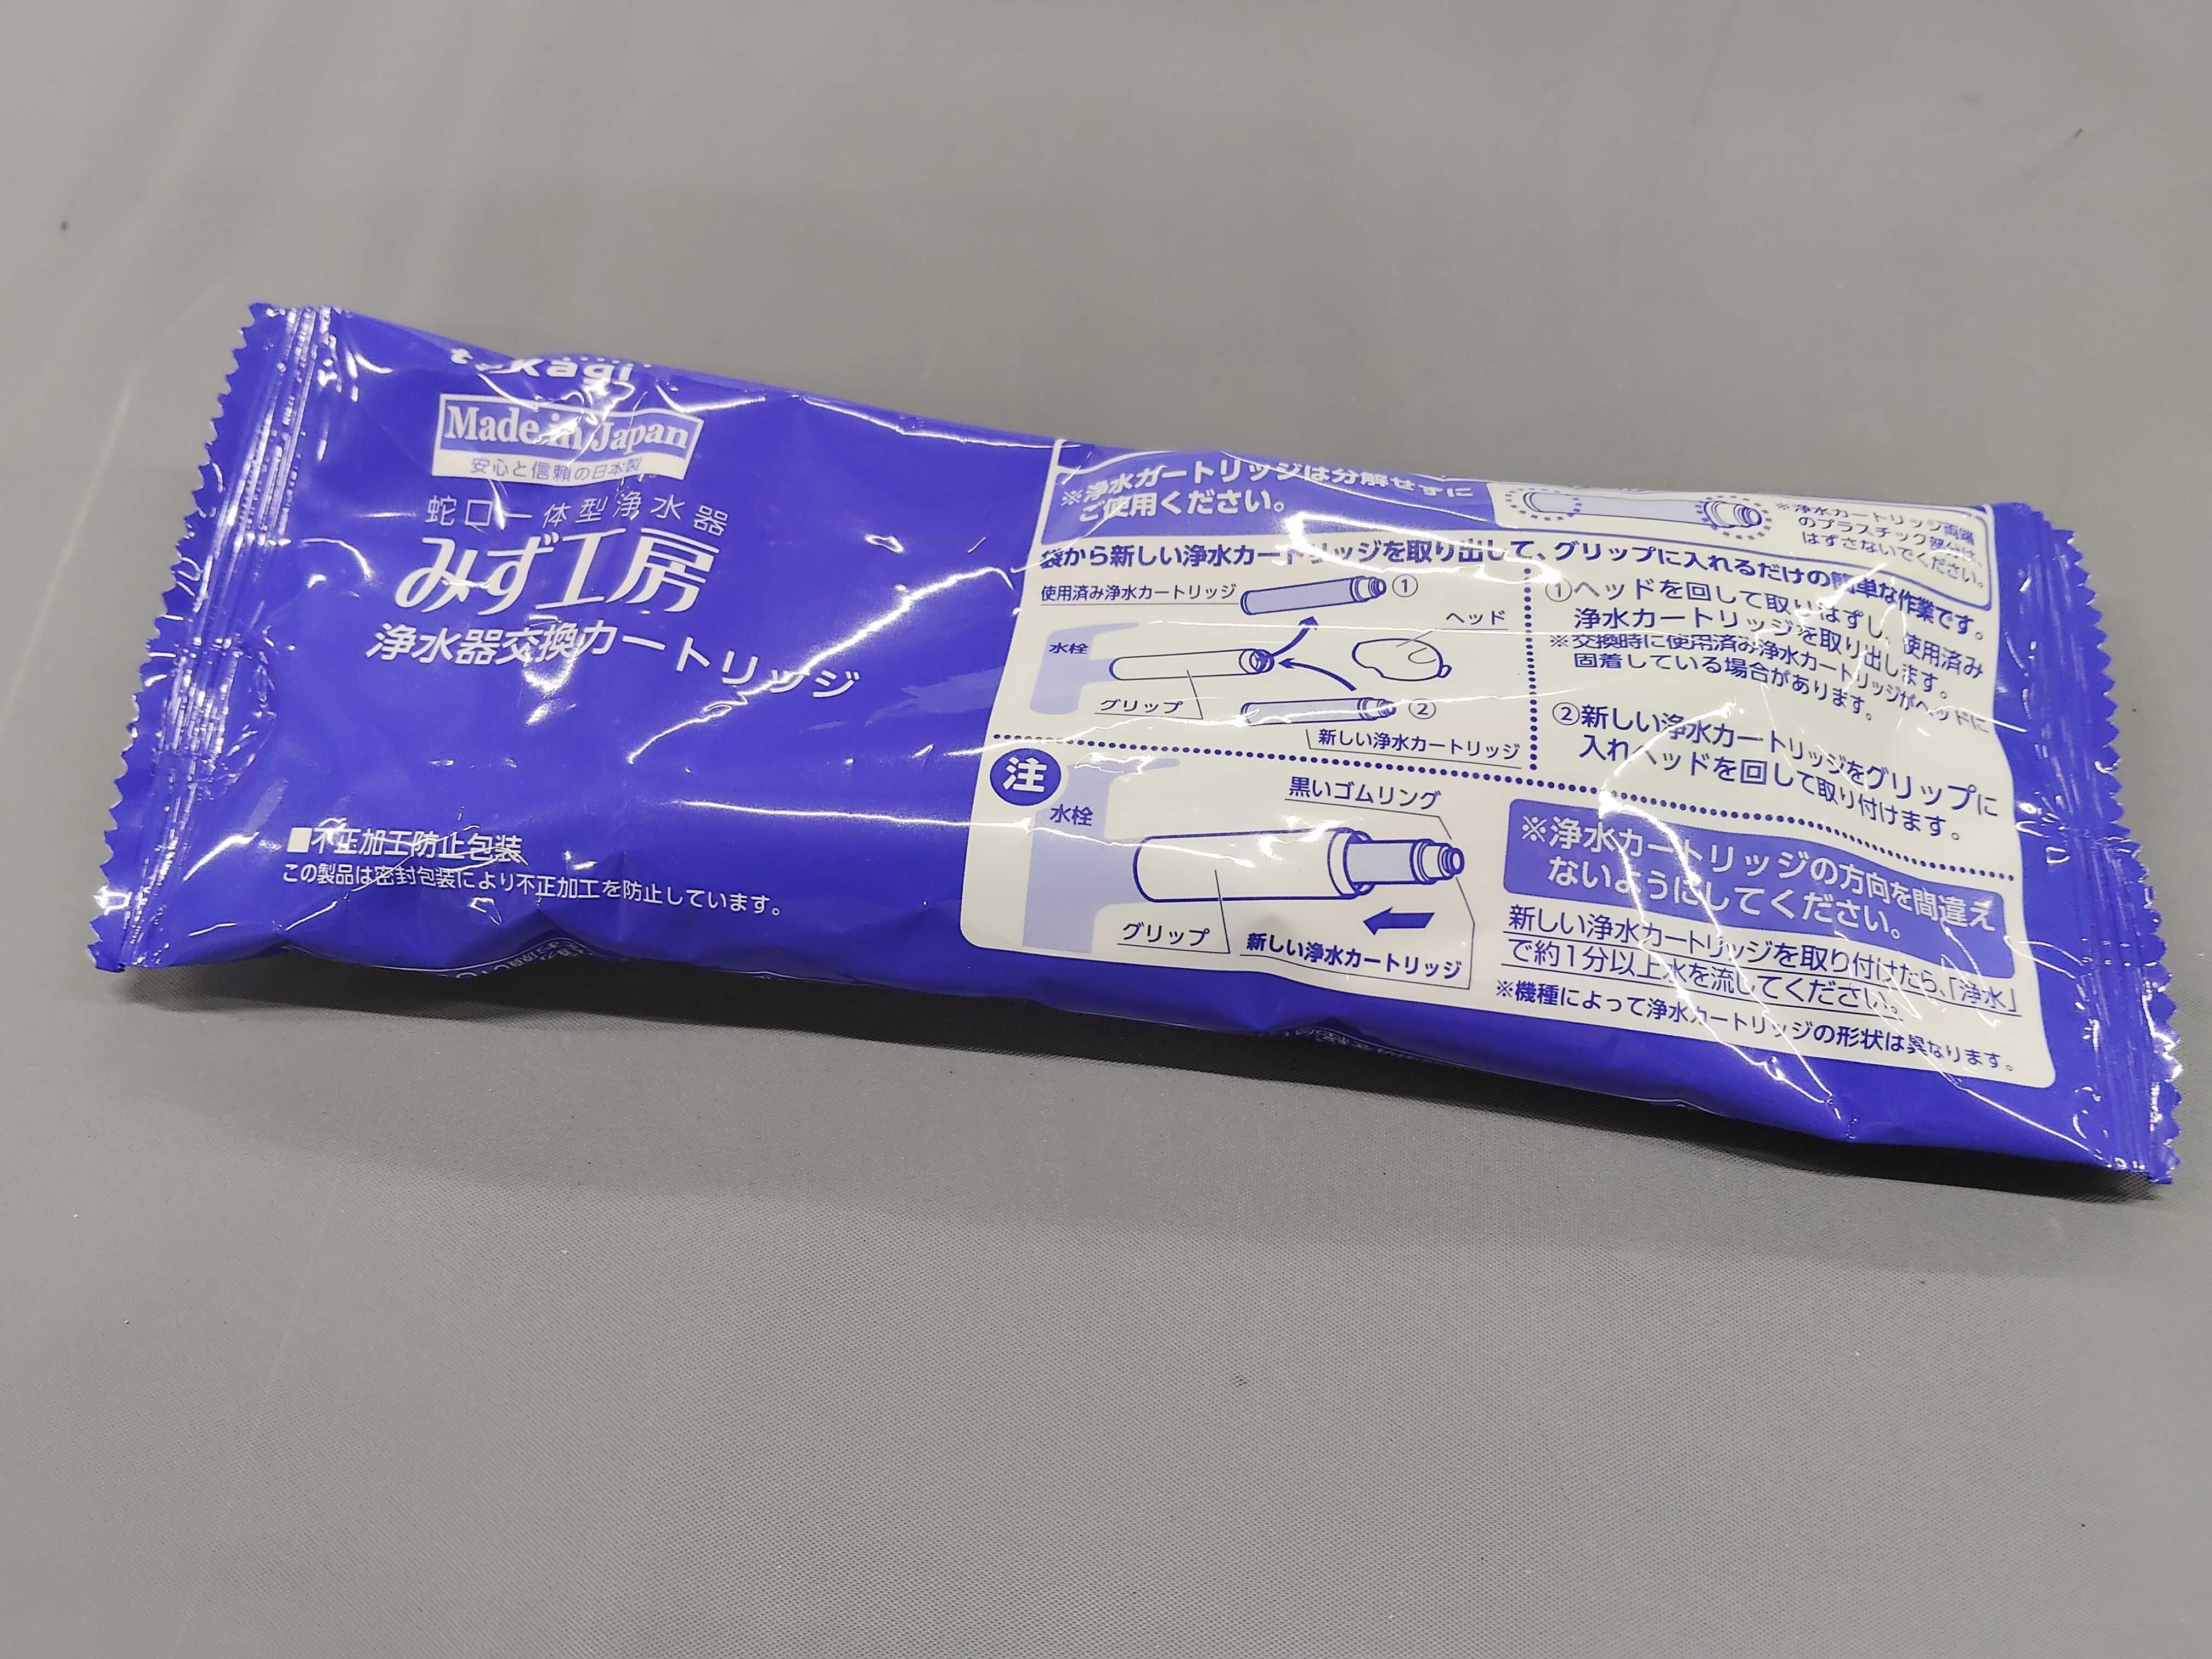 takagi
Made in Japan
安心と信頼の日本製
蛇口一体型浄水器
みず工房
浄水器交換カートリッジ
■不正加工防止包装
この製品は密封包装により不正加工を防止しています。
※浄水カートリッジは分解せずに
ご使用ください。
※浄水カートリッジ両端
のプラスチック部分は、
はずさないでください。
袋から新しい浄水カートリッジを取り出して、グリップに入れるだけの簡単な作業です。
使用済み浄水カートリッジ
①
ヘッド
水栓
グリップ
②
新しい浄水カートリッジ
①ヘッドを回して取りはずし、使用済み
浄水カートリッジを取り出します。
※交換時に使用済み浄水カートリッジがヘッドに
固着している場合があります。
②新しい浄水カートリッジをグリップに
入れヘッドを回して取り付けます。
注
水栓
黒いゴムリング
グリップ
新しい浄水カートリッジ
※浄水カートリッジの方向を間違え
ないようにしてください。
新しい浄水カートリッジを取り付けたら、「浄水」
で約1分以上水を流してください。
※機種によって浄水カートリッジの形状は異なります。